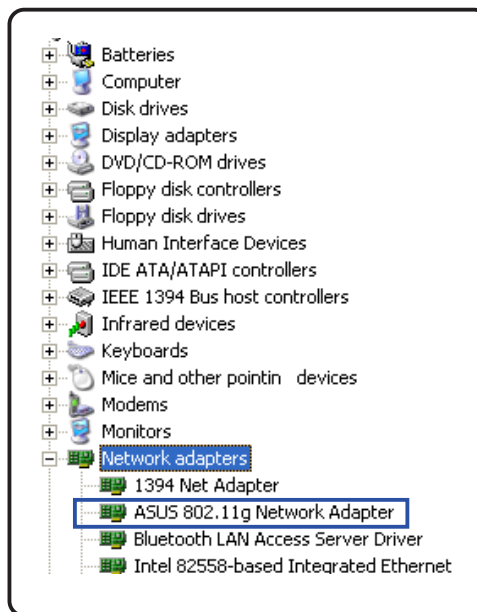 Batteries
Computer
Disk drives
Display adapters
DVD/CD-ROM drives
Floppy disk controllers
Floppy disk drives
Human Interface Devices
IDE ATA/ATAPI controllers
IEEE 1394 Bus host controllers
Infrared devices
Keyboards
Mice and other pointin devices
Modems
Monitors
Network adapters
1394 Net Adapter
ASUS 802.11g Network Adapter
Bluetooth LAN Access Server Driver
Intel 82558-based Integrated Ethernet